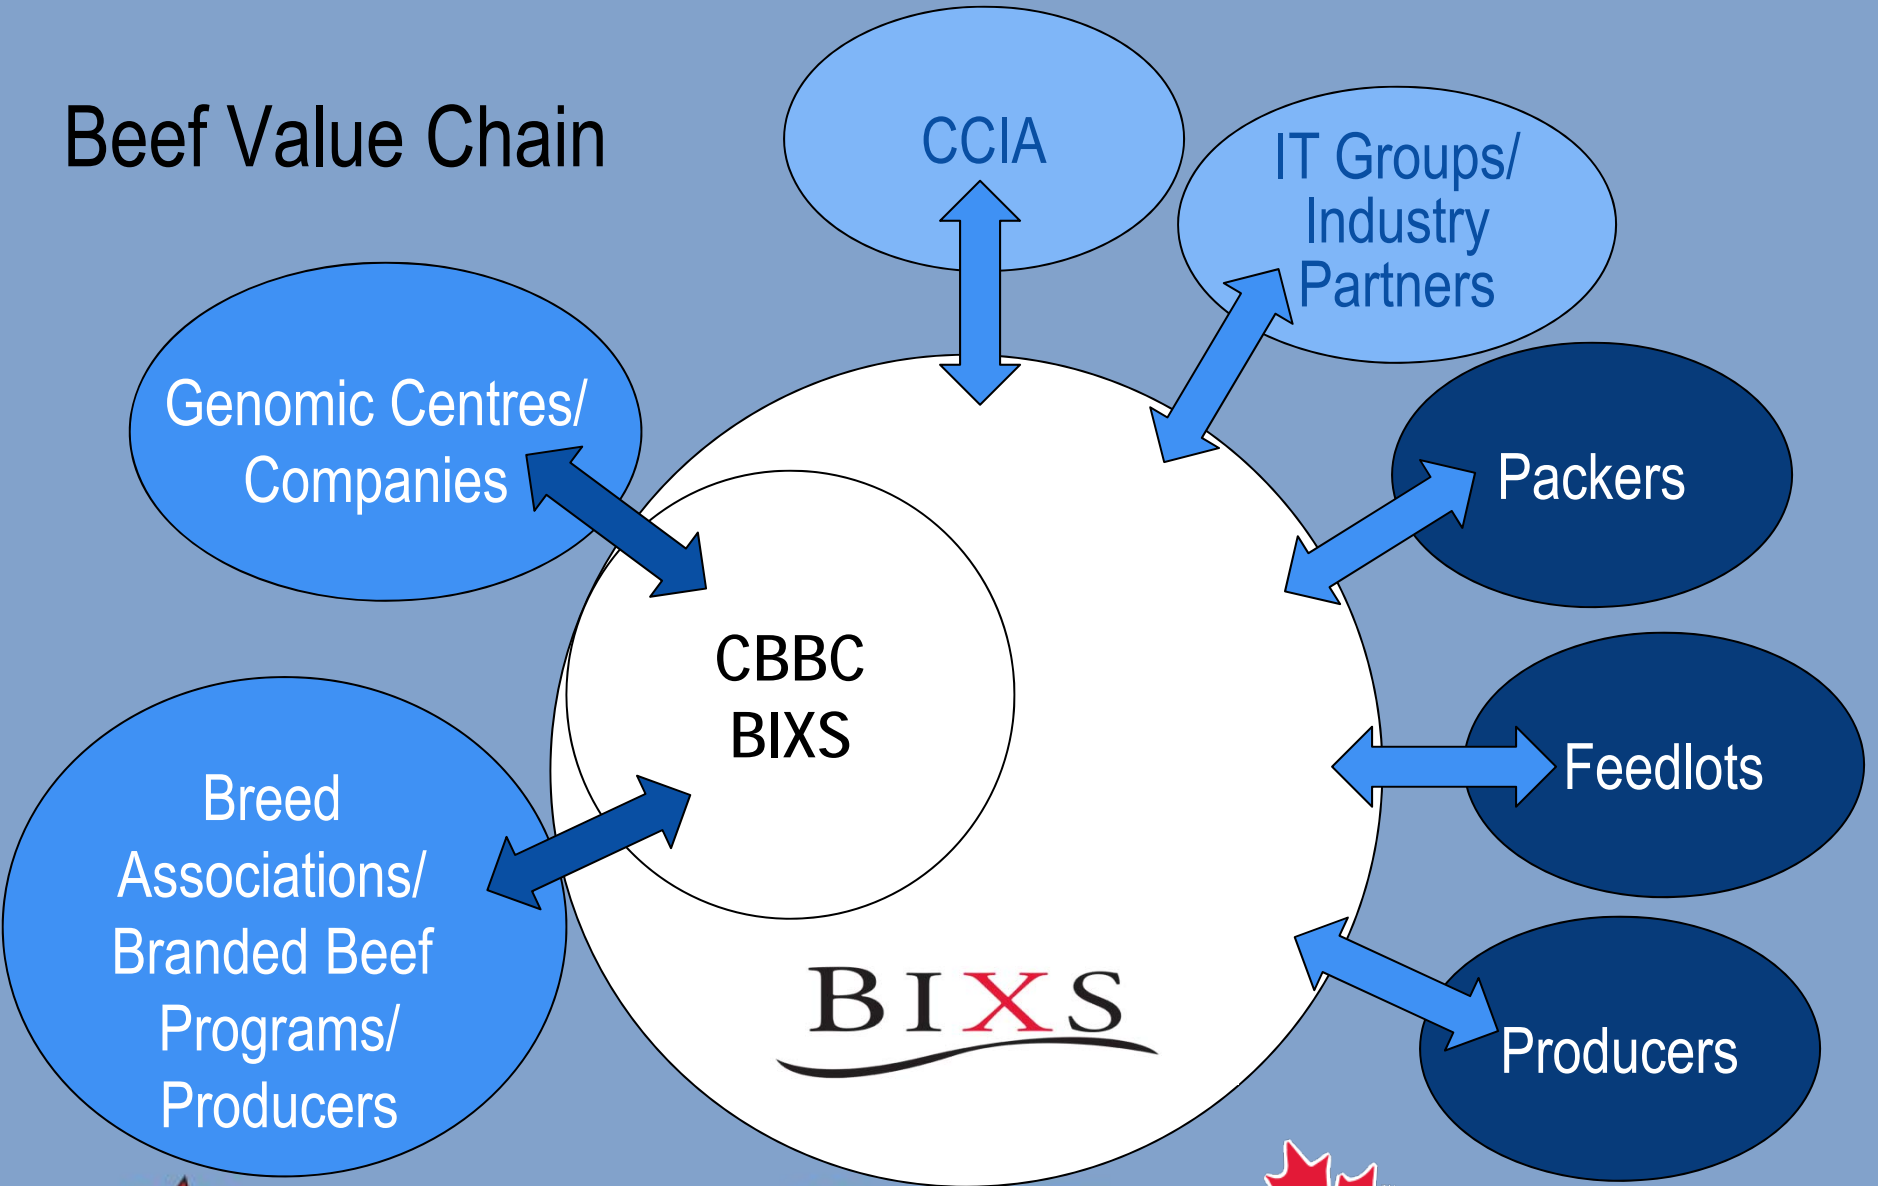 Beef Value Chain
CCIA
IT Groups/
Industry
Partners
Genomic Centres/
Companies
Packers
CBBC
BIXS
Feedlots
Breed
Associations/
Branded Beef
Programs/
Producers
BIXS
Producers